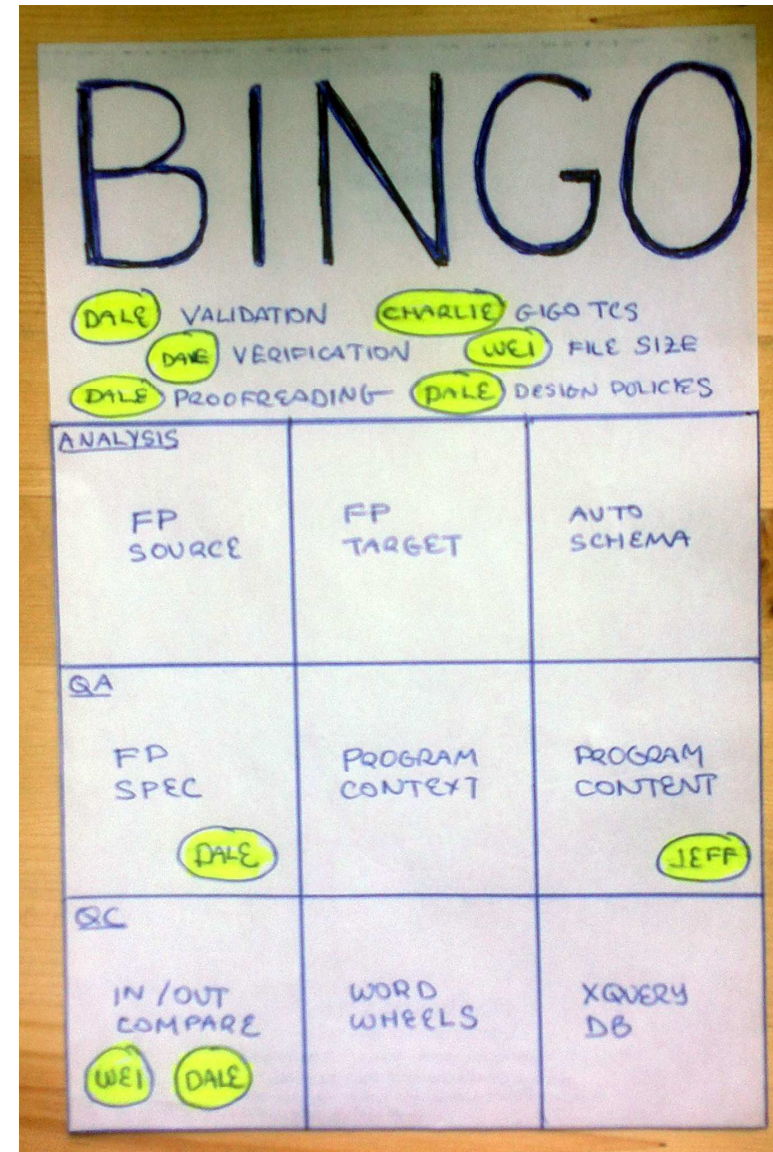 BINGO
DALE VALIDATION CHARLIE GIGO TCS
DALE VERIFICATION WEI FILE SIZE
DALE PROOFREADING DALE DESIGN POLICIES
ANALYSIS
FP
SOURCE
FP
TARGET
AUTO
SCHEMA
QA
FP
SPEC
DALE
PROGRAM
CONTEXT
PROGRAM
CONTENT
JEFF
QC
IN / OUT
COMPARE
WEI DALE
WORD
WHEELS
XQUERY
DB